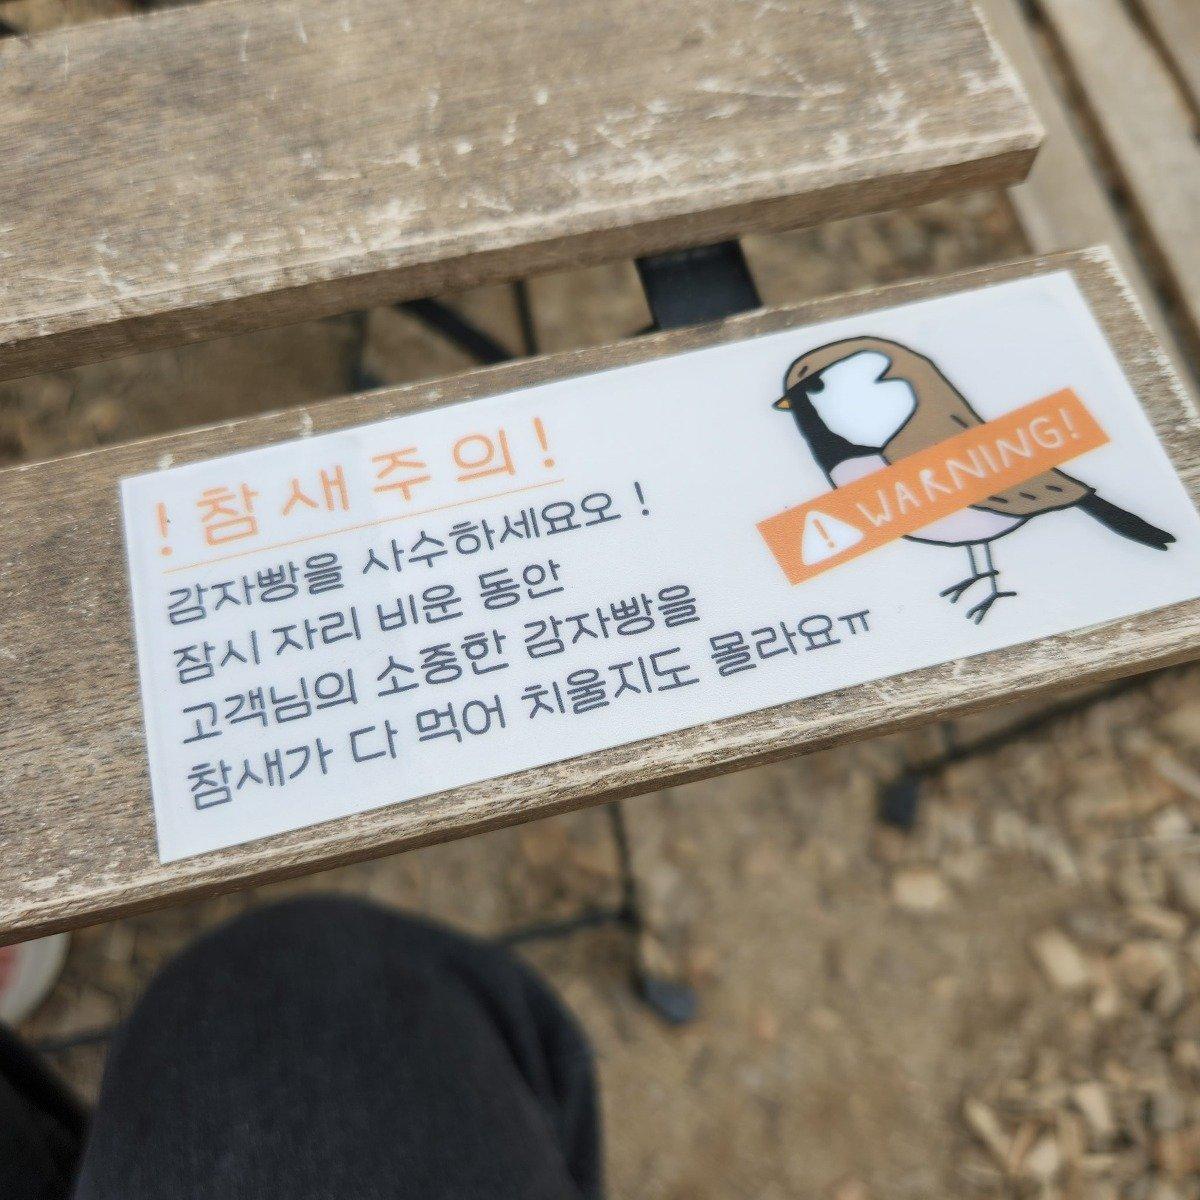 ! 참새주의!
감자빵을 사수하세요오 !
잠시 자리 비운 동안
고객님의 소중한 감자빵을
참새가 다 먹어 치울지도 몰라요ㅠ
! WARNING!